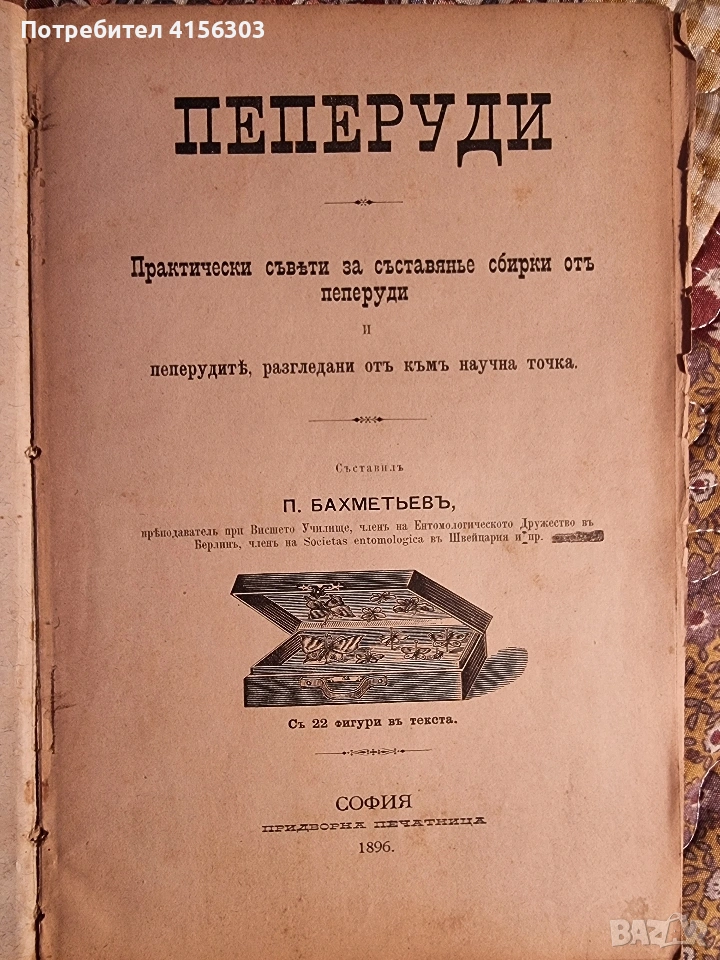 Потребител 4156303
ПЕПЕРУДИ
Практически съвѣти за съставянье сбирки отъ
пеперуди
и
пеперудитѣ, разгледани отъ къмъ научна точка.
Съставилъ
П. БАХМЕТЬЕВЪ,
прѣподаватель при Висшето Училище, членъ на Ентомологическото Дружество въ
Берлинъ, членъ на Societas entomologica въ Швейцария и пр.
Съ 22 фигури въ текста.
СОФИЯ
ПРИДВОРНА ПЕЧАТНИЦА
1896.
BAZAR